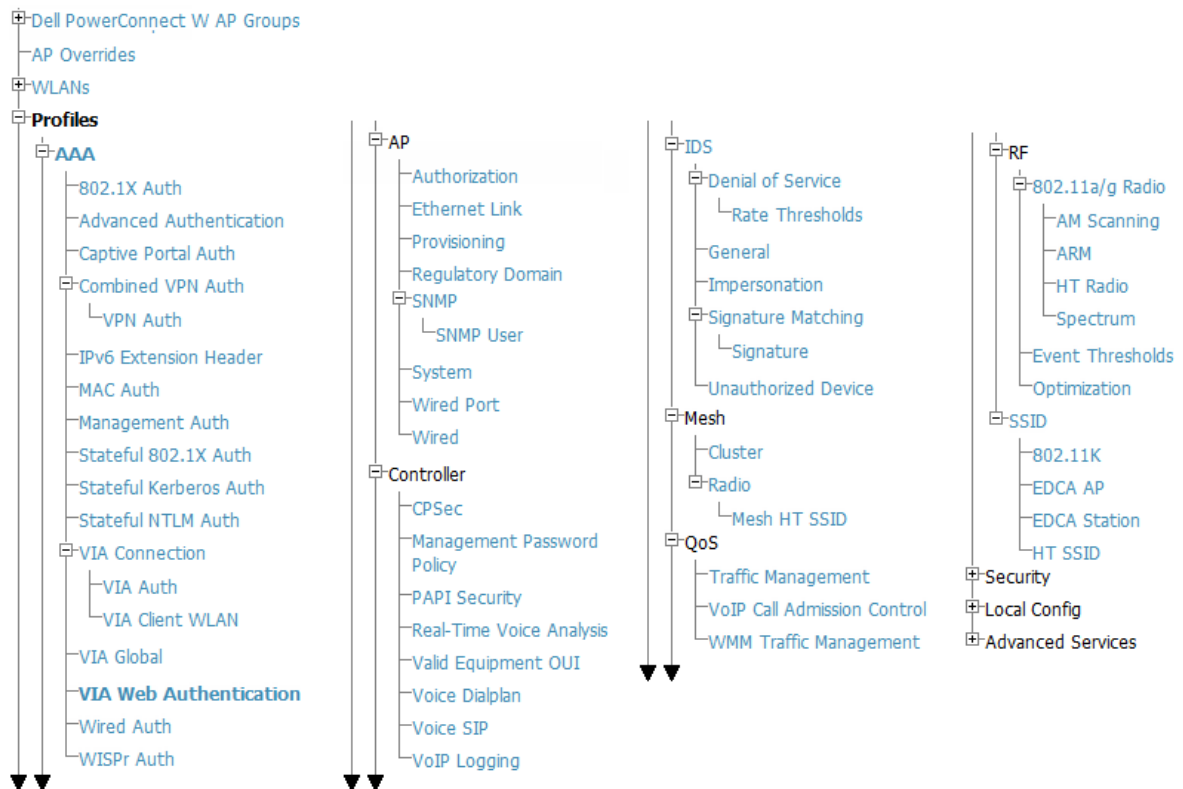 Dell PowerConnect W AP Groups
AP Overrides
WLANs
Profiles
AAA
802.1X Auth
Advanced Authentication
Captive Portal Auth
Combined VPN Auth
VPN Auth
IPv6 Extension Header
MAC Auth
Management Auth
Stateful 802.1X Auth
Stateful Kerberos Auth
Stateful NTLM Auth
VIA Connection
VIA Auth
VIA Client WLAN
VIA Global
VIA Web Authentication
Wired Auth
WISPr Auth
AP
Authorization
Ethernet Link
Provisioning
Regulatory Domain
SNMP
SNMP User
System
Wired Port
Wired
Controller
CPSec
Management Password
Policy
PAPI Security
Real-Time Voice Analysis
Valid Equipment OUI
Voice Dialplan
Voice SIP
VoIP Logging
IDS
Denial of Service
Rate Thresholds
General
Impersonation
Signature Matching
Signature
Unauthorized Device
Mesh
Cluster
Radio
Mesh HT SSID
QoS
Traffic Management
VoIP Call Admission Control
WMM Traffic Management
RF
802.11a/g Radio
AM Scanning
ARM
HT Radio
Spectrum
Event Thresholds
Optimization
SSID
802.11K
EDCA AP
EDCA Station
HT SSID
Security
Local Config
Advanced Services